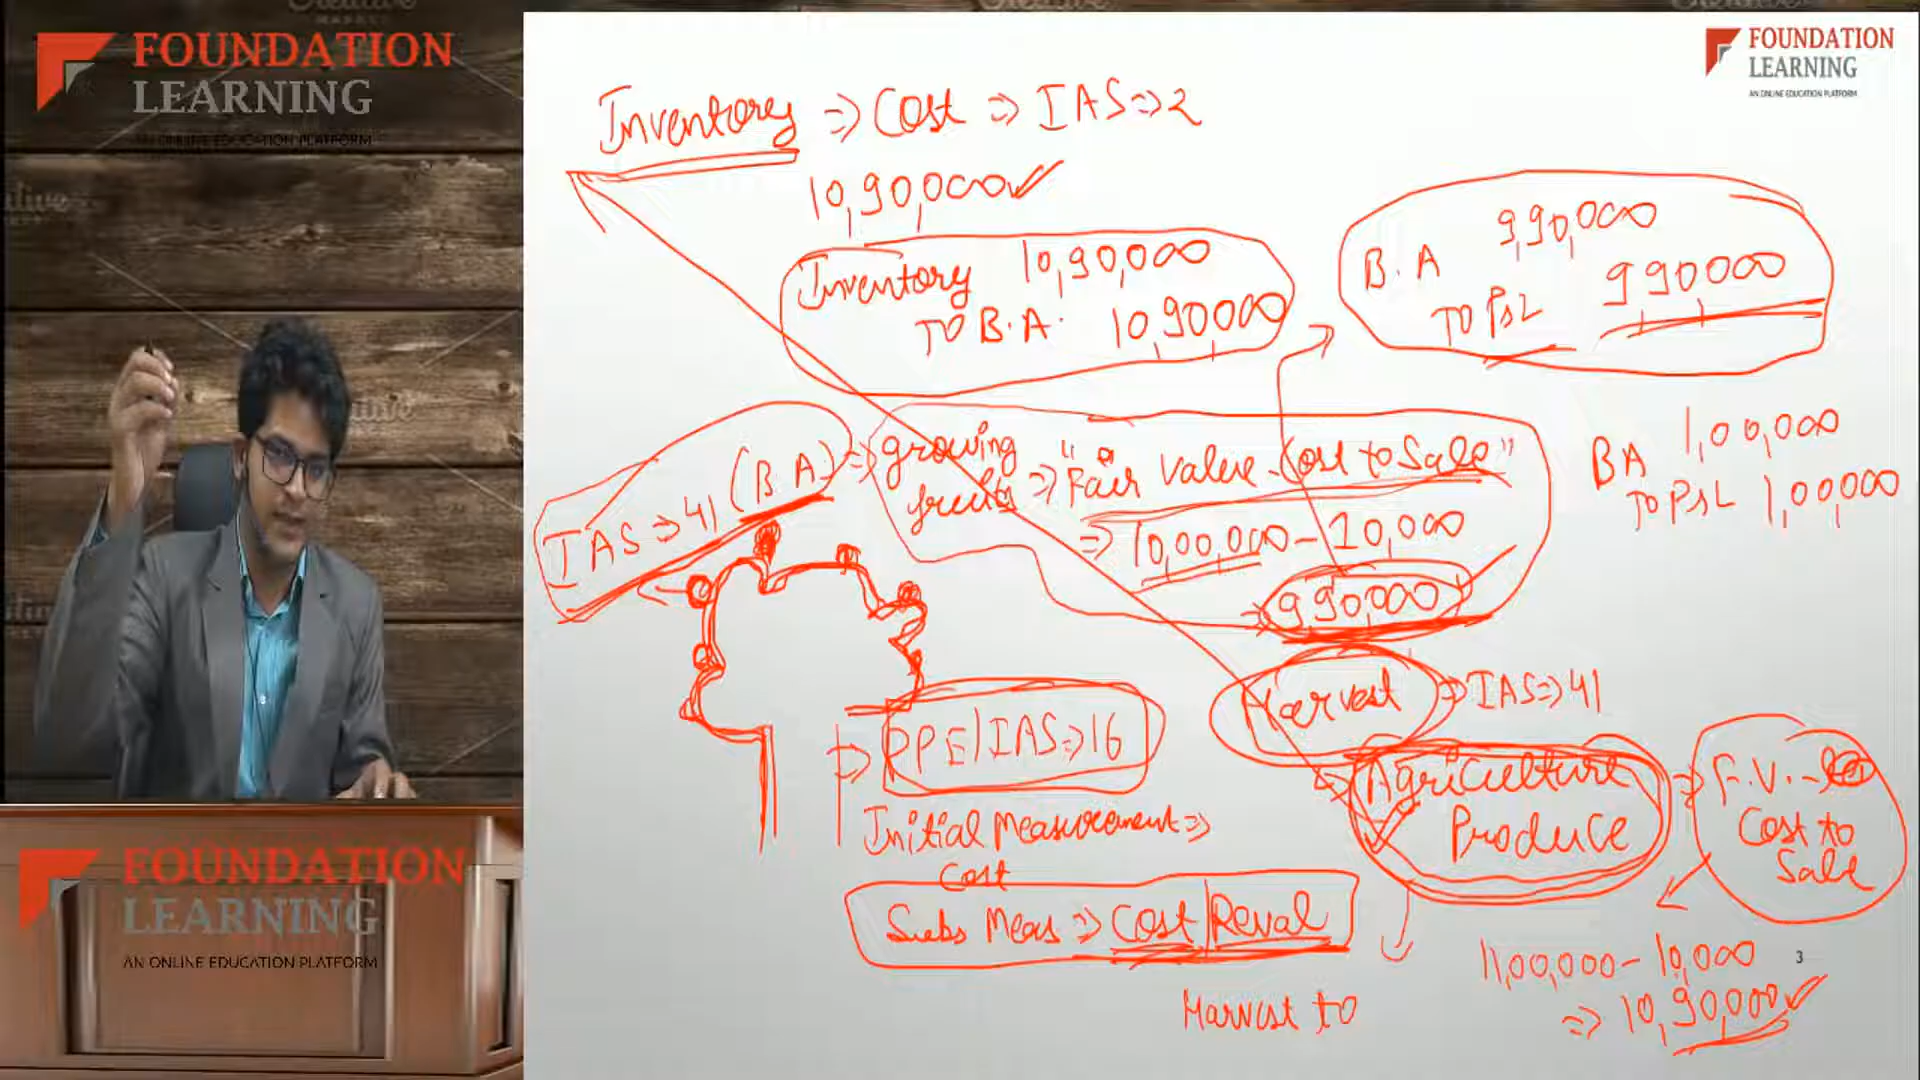 FOUNDATION
LEARNING
AN ONLINE EDUCATION PLATFORM
FOUNDATION
LEARNING
AN ONLINE EDUCATION PLATFORM
Inventory => Cost => IAS => 2
10,90,000
Inventory 10,90,000
To B.A. 10,90,000
B.A 9,90,000
To P&L 9,90,000
BA 1,00,000
To P&L 1,00,000
IAS => 41 (B.A) => growing
fruits => "Fair Value - Cost to Sale"
=> 10,00,000 - 10,000
9,90,000
Harvest => IAS => 41
PPE/IAS => 16
Agriculture
Produce
=> F.V. -
Cost to
Sale
Initial Measurement =>
Cost
Subs Meas => Cost/Reval
11,00,000 - 10,000
=> 10,90,000
Harvest to
3
FOUNDATION
LEARNING
AN ONLINE EDUCATION PLATFORM